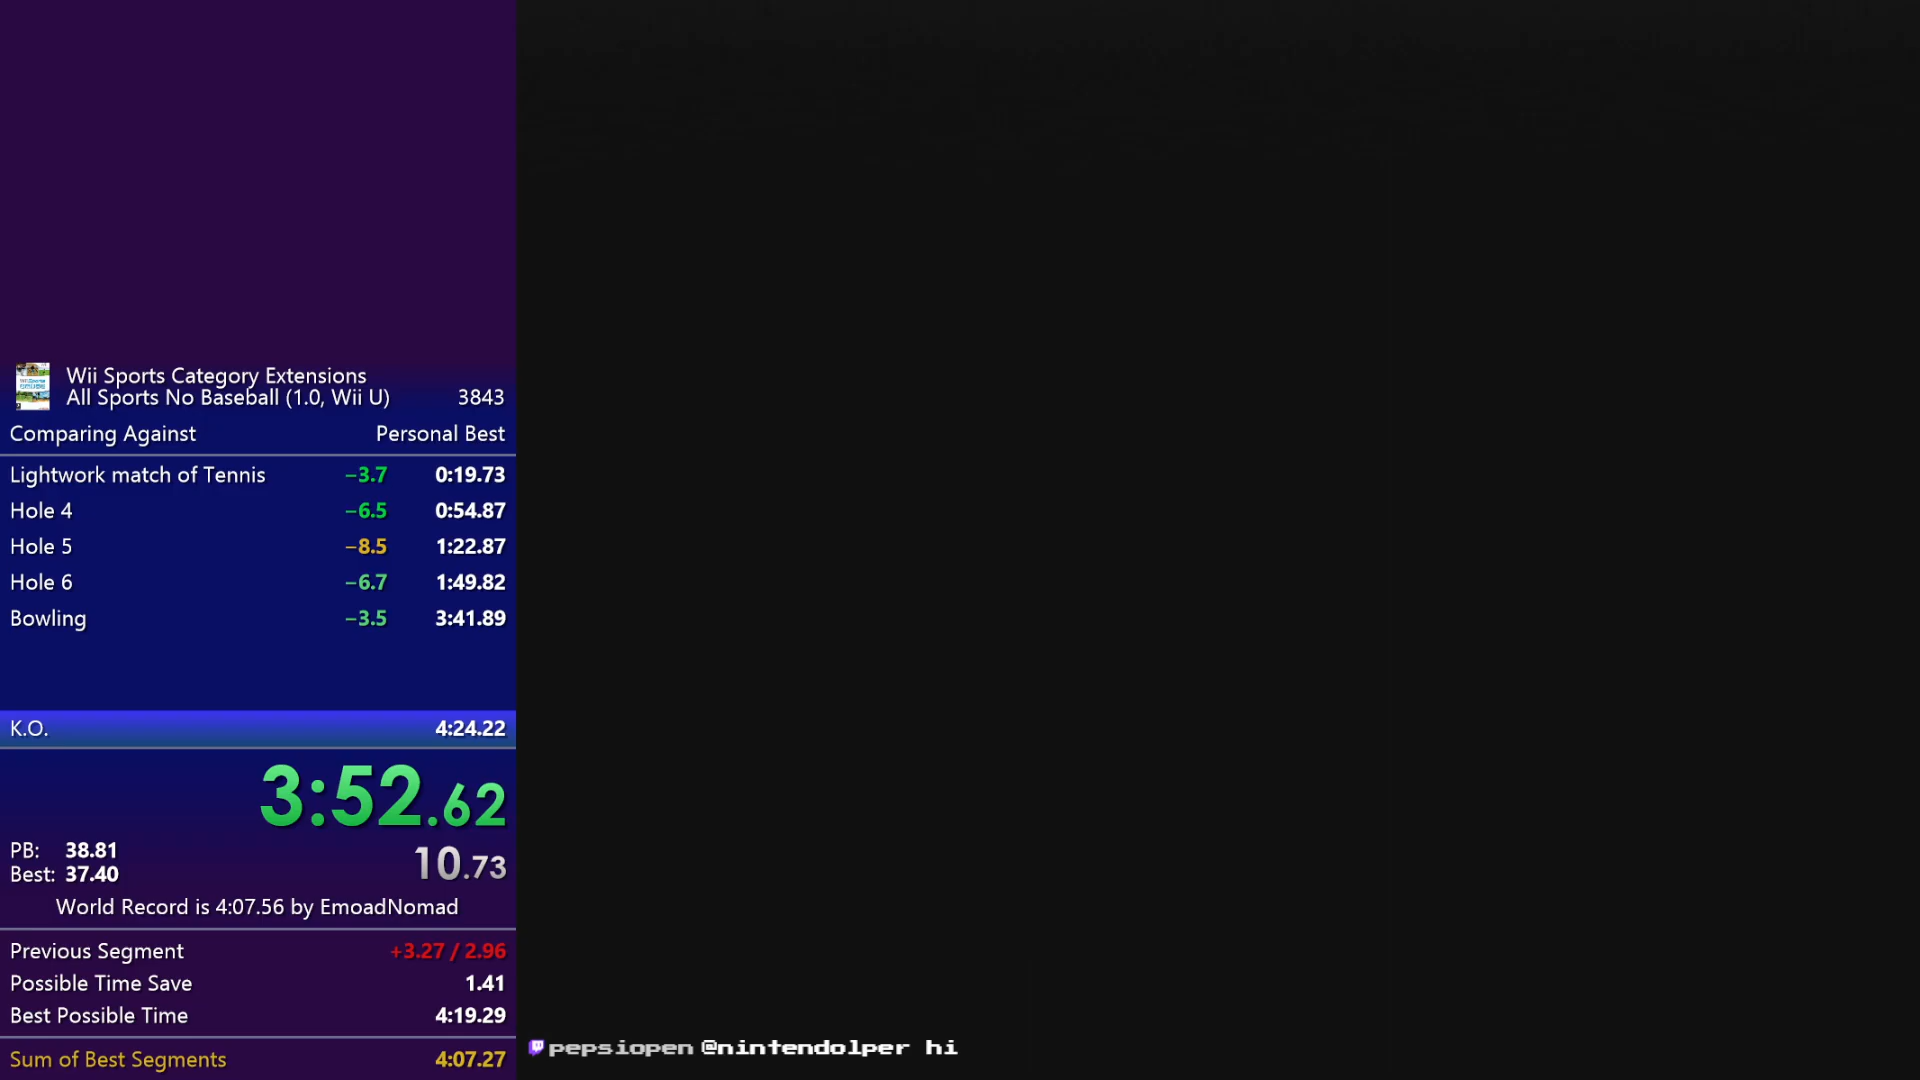 Wii Sports Category Extensions
All Sports No Baseball (1.0, Wii U) 3843
Comparing Against Personal Best
Lightwork match of Tennis −3.7 0:19.73
Hole 4 −6.5 0:54.87
Hole 5 −8.5 1:22.87
Hole 6 −6.7 1:49.82
Bowling −3.5 3:41.89
K.O. 4:24.22
3:52.62
PB: 38.81
Best: 37.40
10.73
World Record is 4:07.56 by EmoadNomad
Previous Segment +3.27 / 2.96
Possible Time Save 1.41
Best Possible Time 4:19.29
Sum of Best Segments 4:07.27
pepsiopen @nintendolper hi